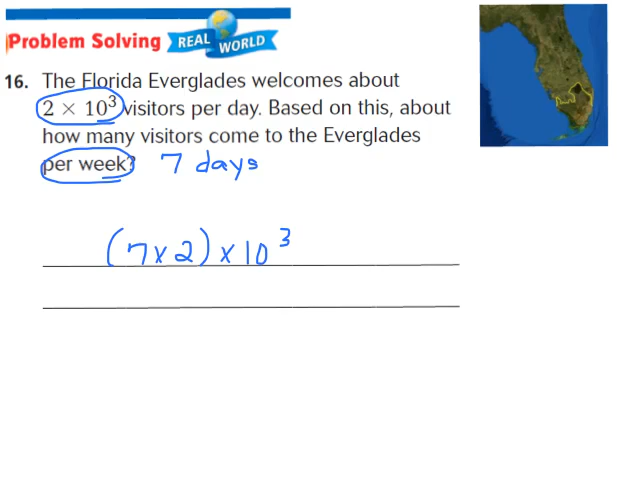 Problem Solving REAL WORLD
16. The Florida Everglades welcomes about
2 × 10³ visitors per day. Based on this, about
how many visitors come to the Everglades
per week? 7 days
(7 × 2) × 10³